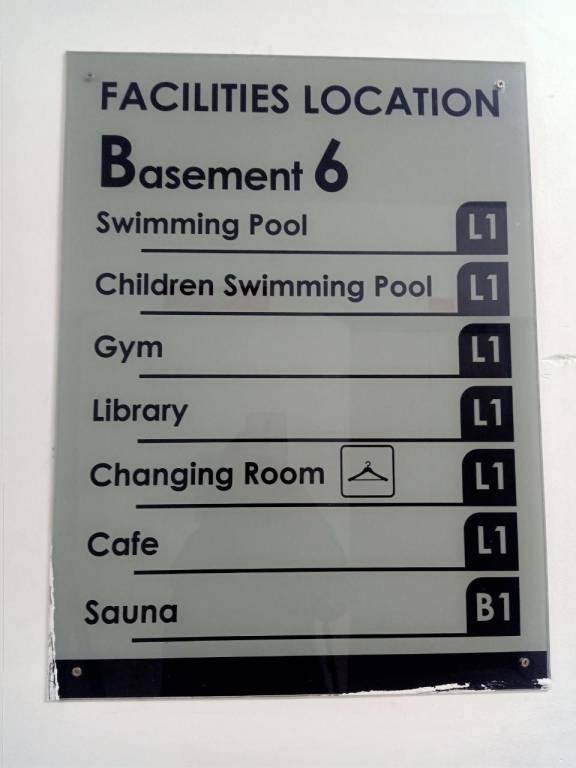 FACILITIES LOCATION
Basement 6
Swimming Pool L1
Children Swimming Pool L1
Gym L1
Library L1
Changing Room L1
Cafe L1
Sauna B1